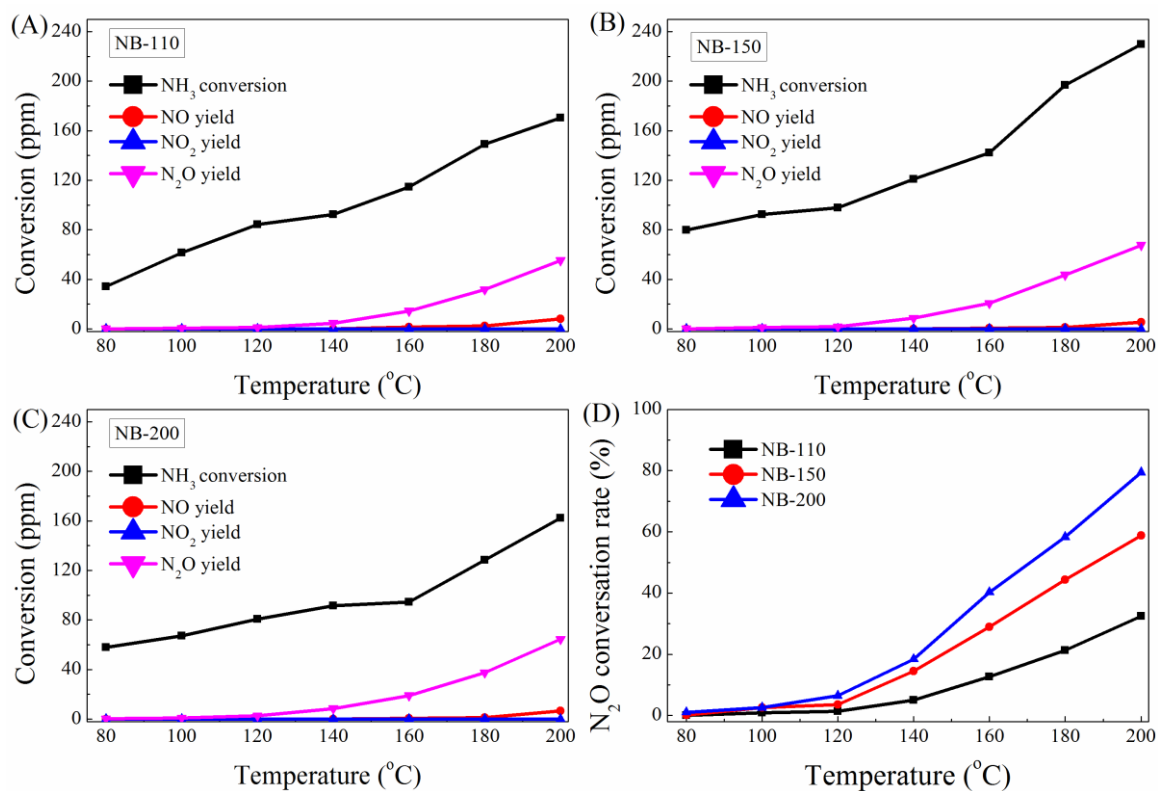 (A)
NB-110
NH₃ conversion
NO yield
NO₂ yield
N₂O yield
Conversion (ppm)
240
200
160
120
80
40
0
80 100 120 140 160 180 200
Temperature (°C)
(B)
NB-150
NH₃ conversion
NO yield
NO₂ yield
N₂O yield
Conversion (ppm)
240
200
160
120
80
40
0
80 100 120 140 160 180 200
Temperature (°C)
(C)
NB-200
NH₃ conversion
NO yield
NO₂ yield
N₂O yield
Conversion (ppm)
240
200
160
120
80
40
0
80 100 120 140 160 180 200
Temperature (°C)
(D)
NB-110
NB-150
NB-200
N₂O conversation rate (%)
100
80
60
40
20
0
80 100 120 140 160 180 200
Temperature (°C)